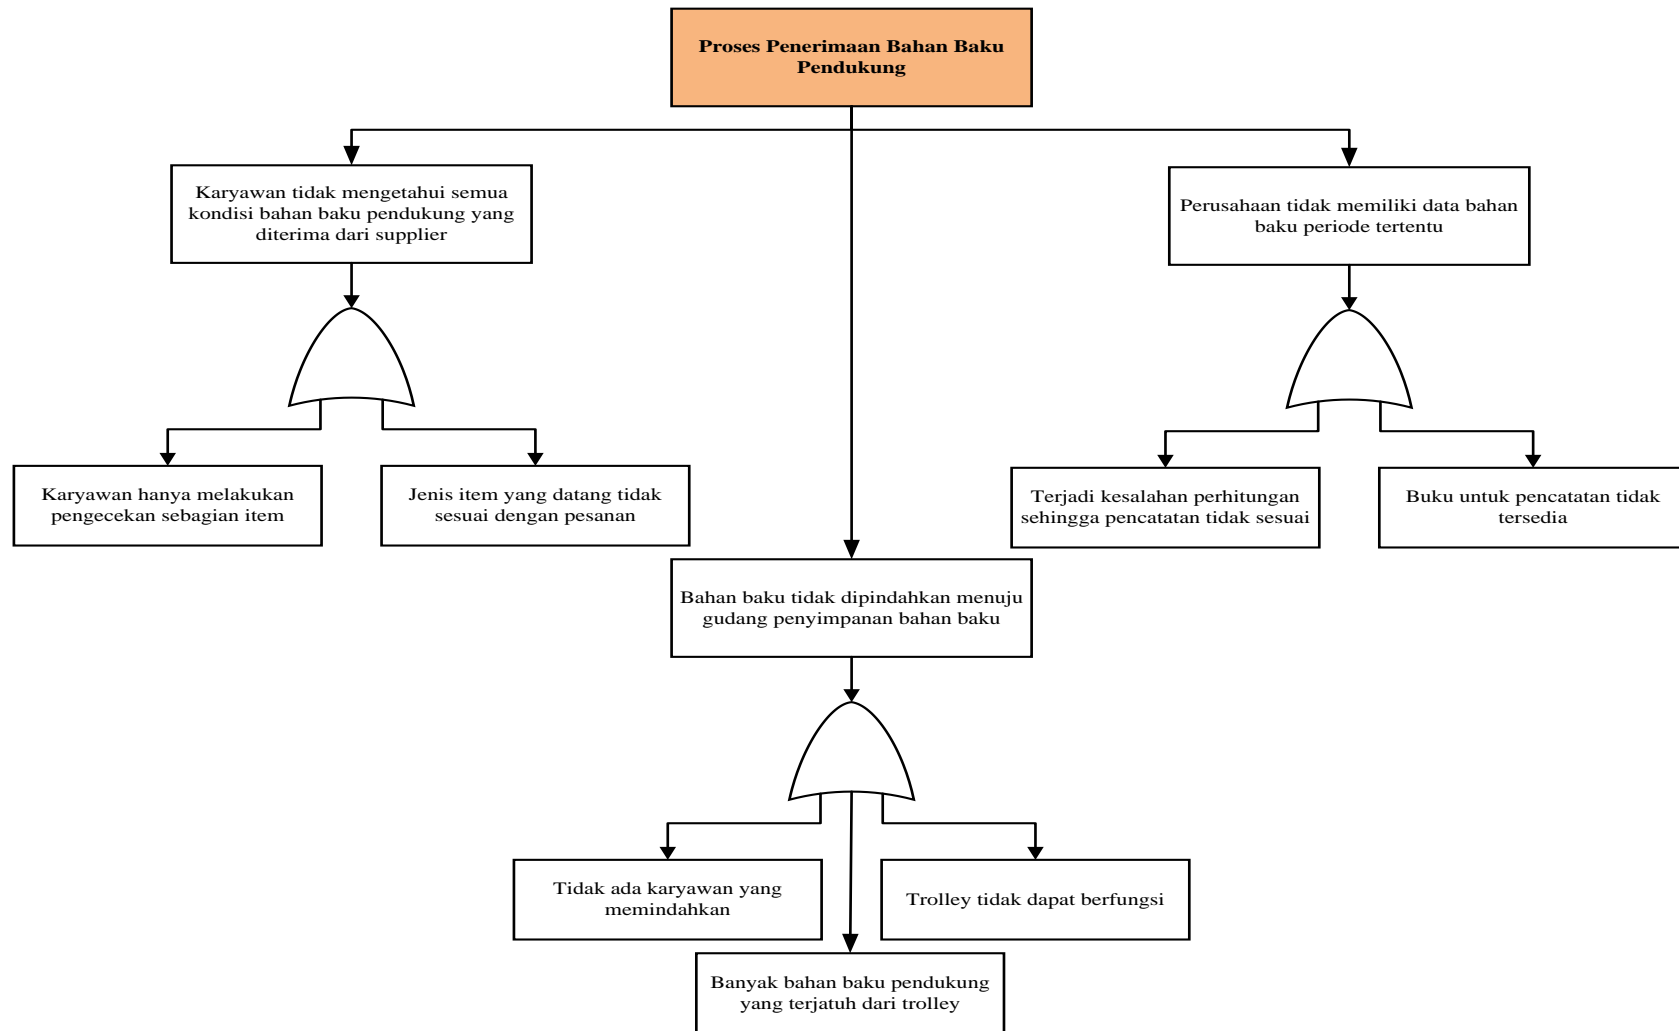 Proses Penerimaan Bahan Baku
Pendukung
Karyawan tidak mengetahui semua
kondisi bahan baku pendukung yang
diterima dari supplier
Perusahaan tidak memiliki data bahan
baku periode tertentu
Karyawan hanya melakukan
pengecekan sebagian item
Jenis item yang datang tidak
sesuai dengan pesanan
Terjadi kesalahan perhitungan
sehingga pencatatan tidak sesuai
Buku untuk pencatatan tidak
tersedia
Bahan baku tidak dipindahkan menuju
gudang penyimpanan bahan baku
Tidak ada karyawan yang
memindahkan
Trolley tidak dapat berfungsi
Banyak bahan baku pendukung
yang terjatuh dari trolley